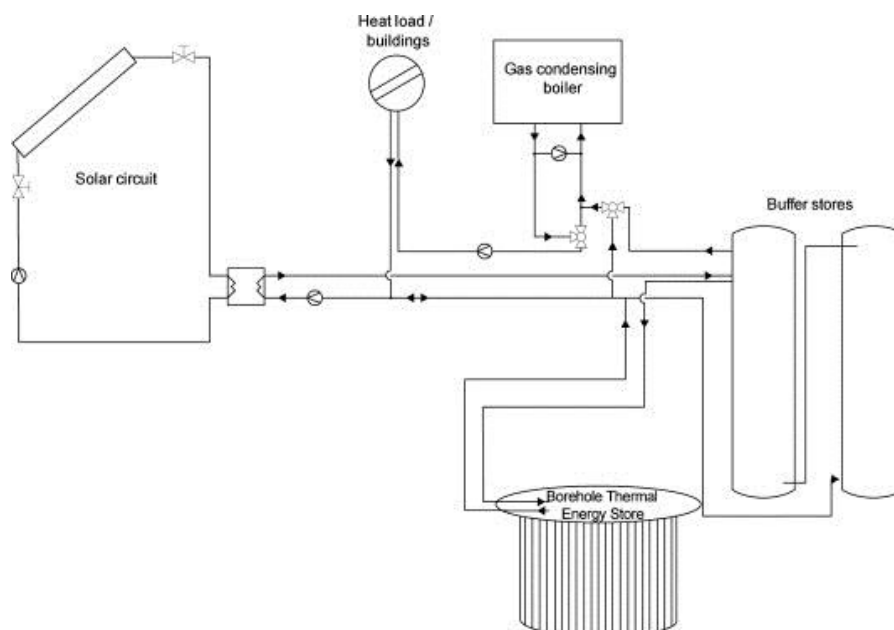 Heat load /
buildings
Gas condensing
boiler
Solar circuit
Buffer stores
Borehole Thermal
Energy Store